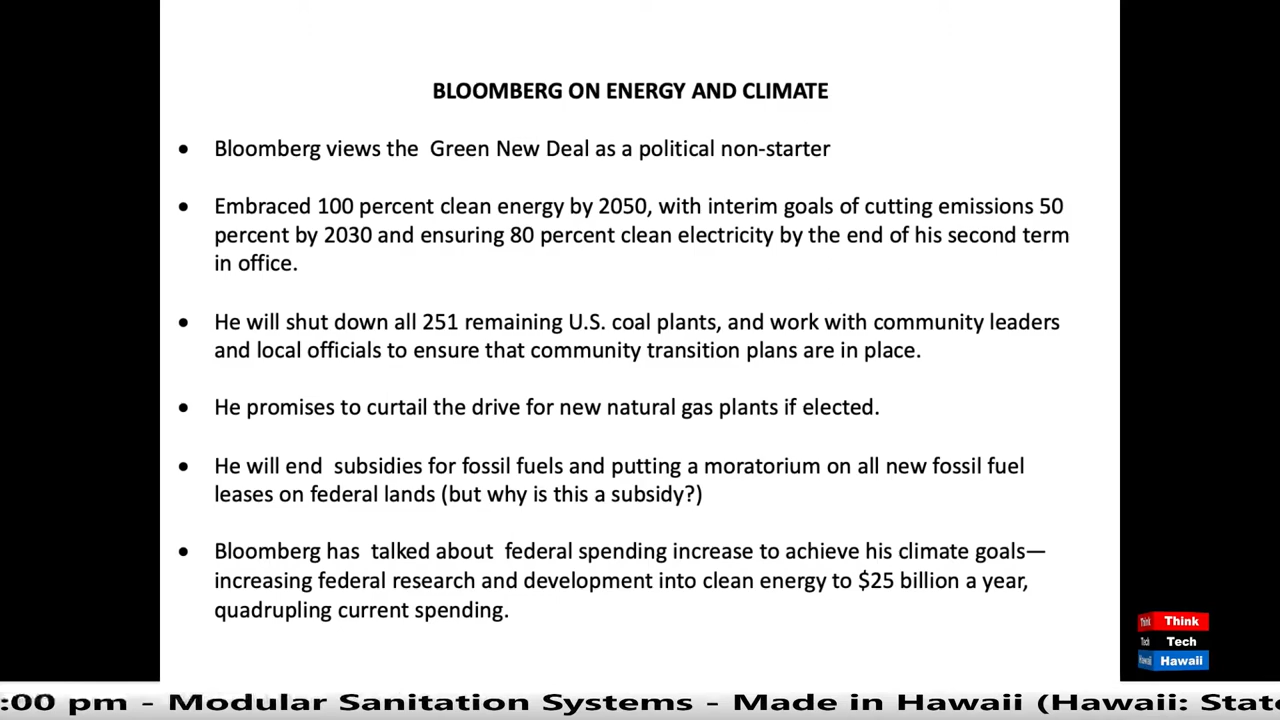 BLOOMBERG ON ENERGY AND CLIMATE
• Bloomberg views the Green New Deal as a political non-starter
• Embraced 100 percent clean energy by 2050, with interim goals of cutting emissions 50
percent by 2030 and ensuring 80 percent clean electricity by the end of his second term
in office.
• He will shut down all 251 remaining U.S. coal plants, and work with community leaders
and local officials to ensure that community transition plans are in place.
• He promises to curtail the drive for new natural gas plants if elected.
• He will end subsidies for fossil fuels and putting a moratorium on all new fossil fuel
leases on federal lands (but why is this a subsidy?)
• Bloomberg has talked about federal spending increase to achieve his climate goals—
increasing federal research and development into clean energy to $25 billion a year,
quadrupling current spending.
Think Think
Tech Tech
Hawaii Hawaii
:00 pm - Modular Sanitation Systems - Made in Hawaii (Hawaii: State